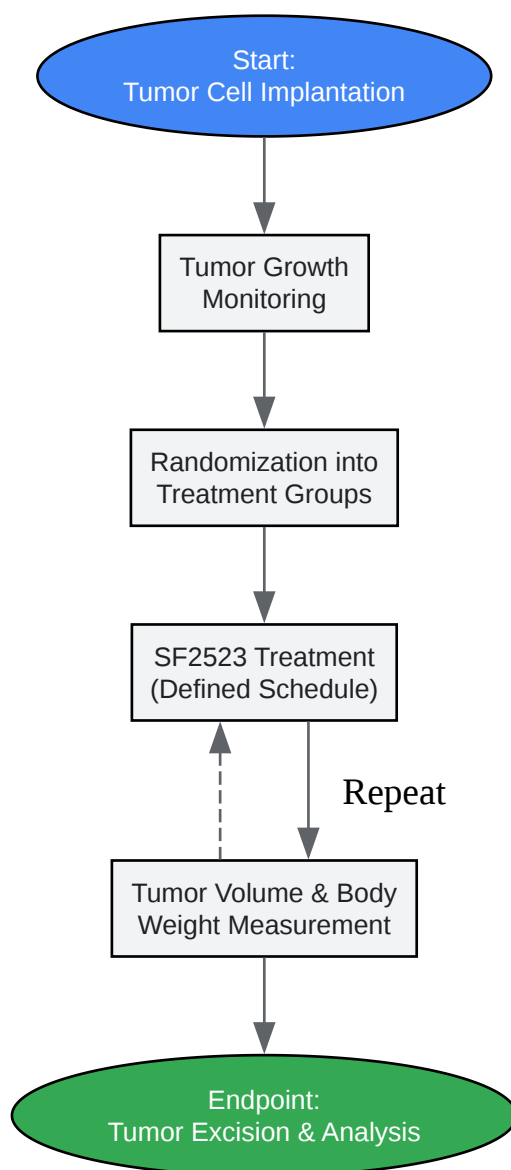 Start:
Tumor Cell Implantation
Tumor Growth
Monitoring
Randomization into
Treatment Groups
SF2523 Treatment
(Defined Schedule)
Repeat
Tumor Volume & Body
Weight Measurement
Endpoint:
Tumor Excision & Analysis